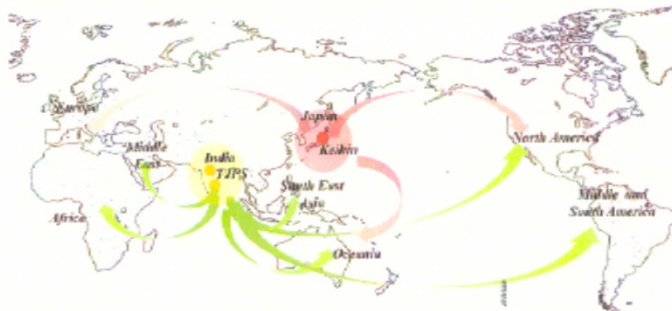 Europe
Japan
Keihin
North America
Middle
East
India
TJPS
South East
Asia
Middle and
South America
Africa
Oceania